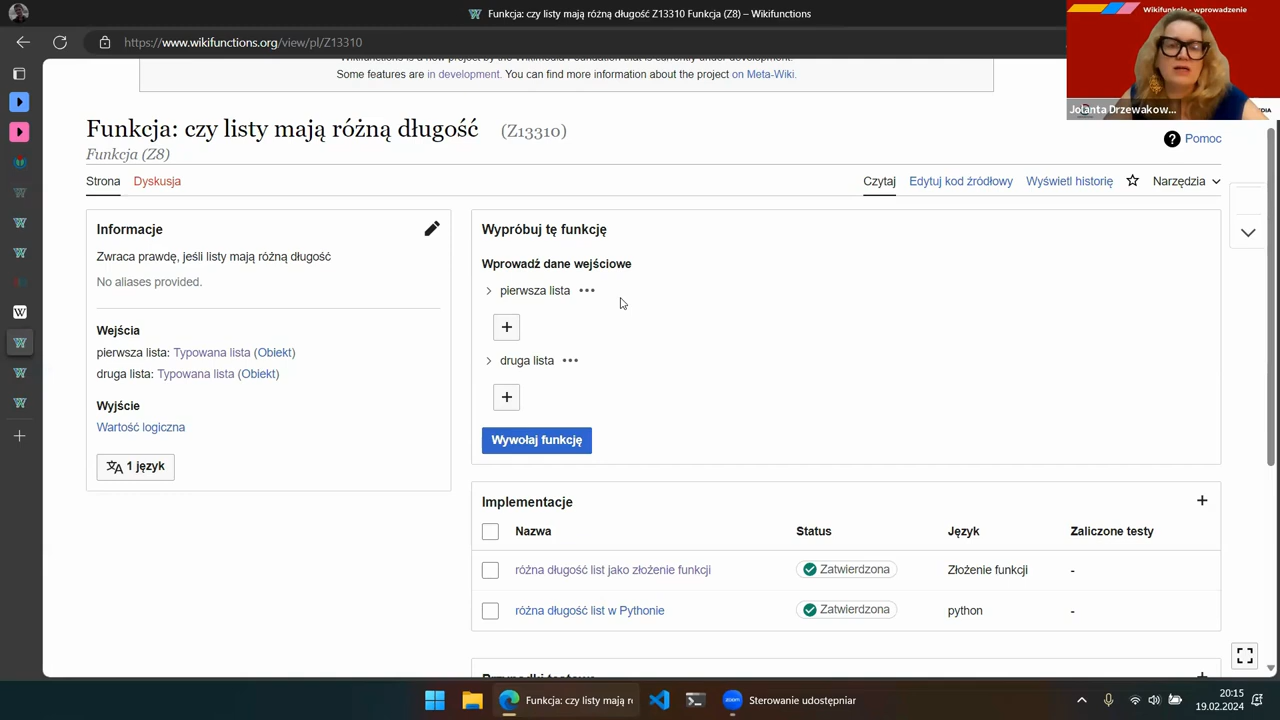 Funkcja: czy listy mają różną długość Z13310 Funkcja (Z8) – Wikifunctions
https://www.wikifunctions.org/view/pl/Z13310
Wikifunkcje - wprowadzenie
Jolanta Drzewakow...
Some features are in development. You can find more information about the project on Meta-Wiki.
Funkcja: czy listy mają różną długość (Z13310)
Funkcja (Z8)
Pomoc
Strona Dyskusja Czytaj Edytuj kod źródłowy Wyświetl historię Narzędzia
Informacje
Zwraca prawdę, jeśli listy mają różną długość
No aliases provided.
Wejścia
pierwsza lista: Typowana lista (Obiekt)
druga lista: Typowana lista (Obiekt)
Wyjście
Wartość logiczna
1 język
Wypróbuj tę funkcję
Wprowadź dane wejściowe
pierwsza lista
+
druga lista
+
Wywołaj funkcję
Implementacje +
Nazwa Status Język Zaliczone testy
różna długość list jako złożenie funkcji Zatwierdzona Złożenie funkcji -
różna długość list w Pythonie Zatwierdzona python -
Funkcja: czy listy mają r
zoom
Sterowanie udostępniar
20:15
19.02.2024